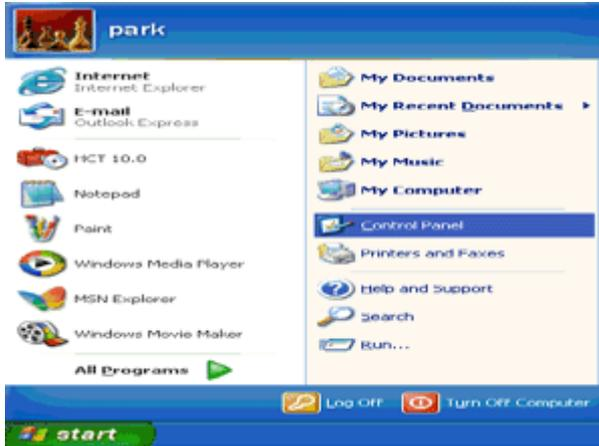 park
Internet
Internet Explorer
E-mail
Outlook Express
HCT 10.0
Notepad
Paint
Windows Media Player
MSN Explorer
Windows Movie Maker
All Programs
My Documents
My Recent Documents
My Pictures
My Music
My Computer
Control Panel
Printers and Faxes
Help and Support
Search
Run...
Log Off
Turn Off Computer
start